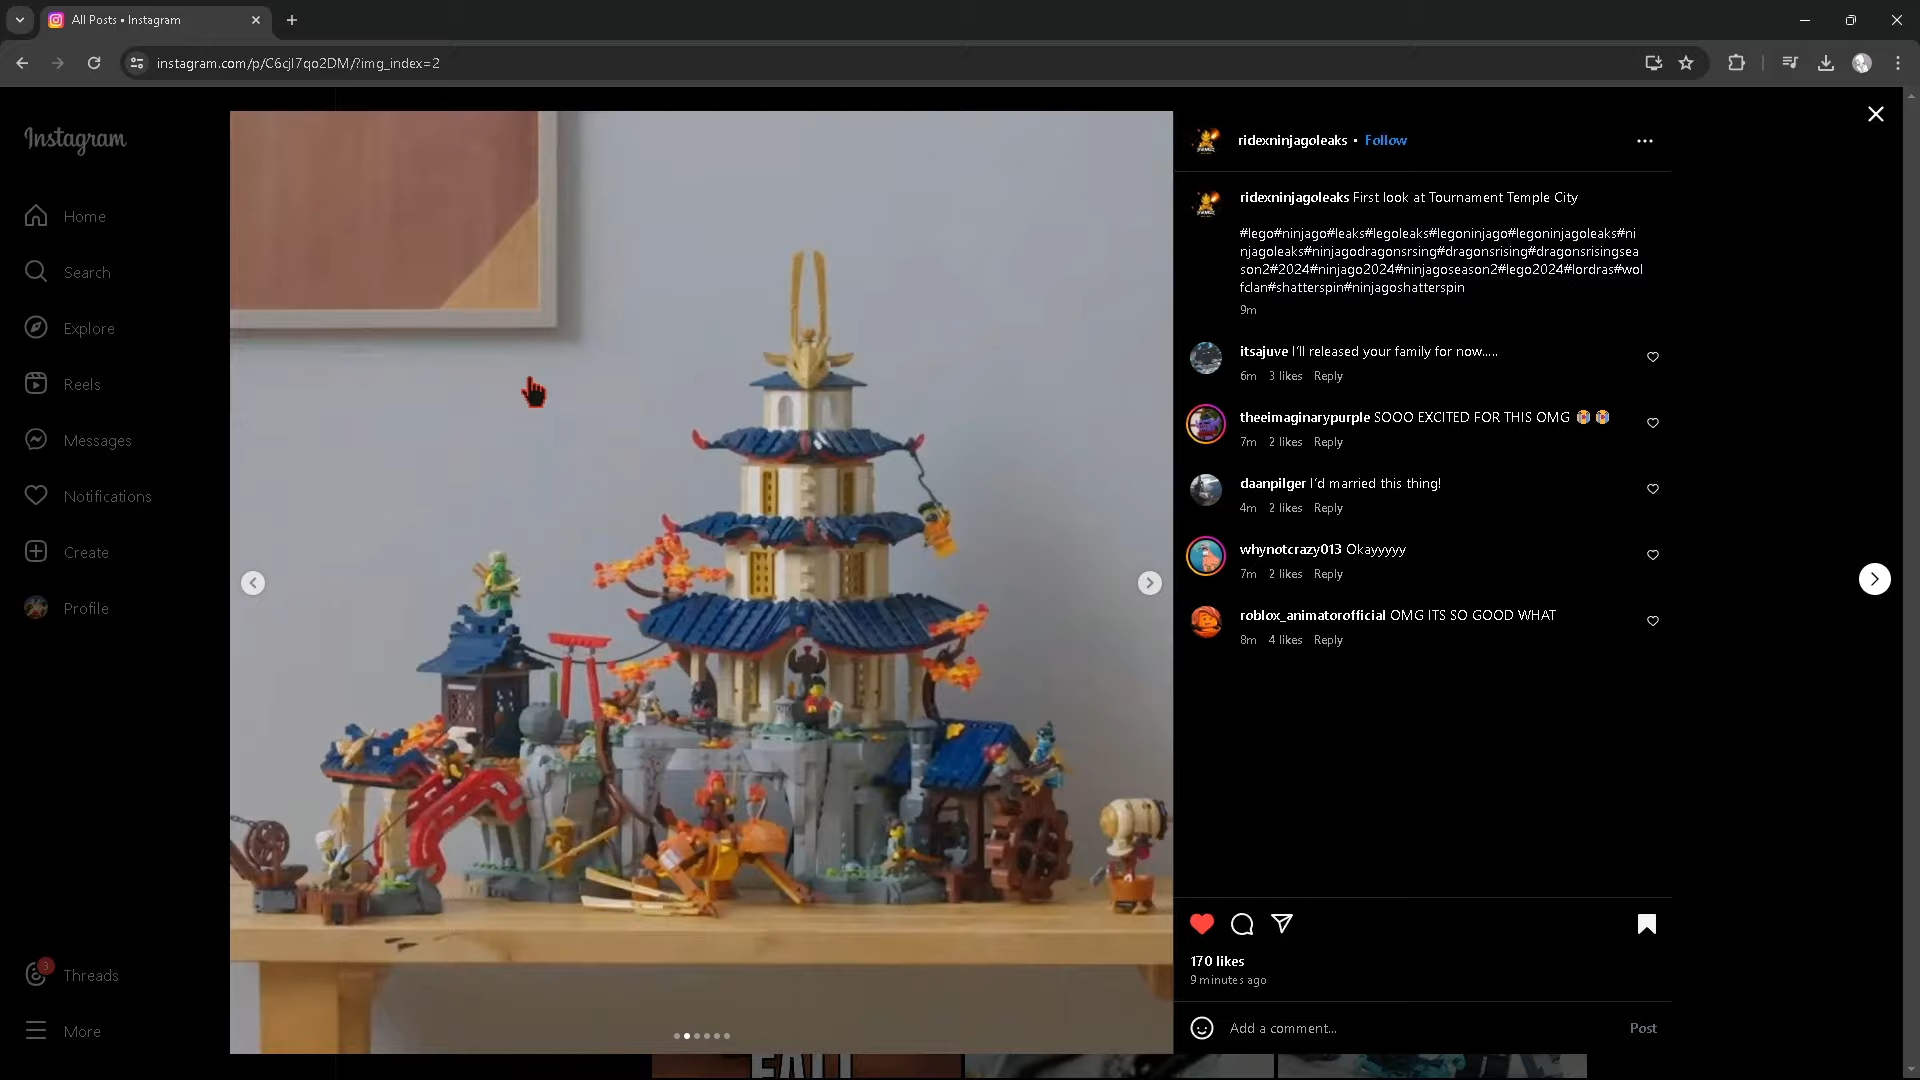 All Posts • Instagram
instagram.com/p/C6cjI7qo2DM/?img_index=2
Instagram
Home
Search
Explore
Reels
Messages
Notifications
Create
Profile
3
Threads
More
ridexninjagoleaks • Follow
ridexninjagoleaks First look at Tournament Temple City
#lego#ninjago#leaks#legoleaks#legoninjago#legoninjagoleaks#ni
njagoleaks#ninjagodragonsrsing#dragonsrising#dragonsrisingsea
son2#2024#ninjago2024#ninjagoseason2#lego2024#lordras#wol
fclan#shatterspin#ninjagoshatterspin
9m
itsajuve I'll released your family for now.....
6m 3 likes Reply
theeimaginarypurple SOOO EXCITED FOR THIS OMG 😭😭
7m 2 likes Reply
daanpilger I'd married this thing!
4m 2 likes Reply
whynotcrazy013 Okayyyyy
7m 2 likes Reply
roblox_animatorofficial OMG ITS SO GOOD WHAT
8m 4 likes Reply
170 likes
9 minutes ago
Add a comment...
Post